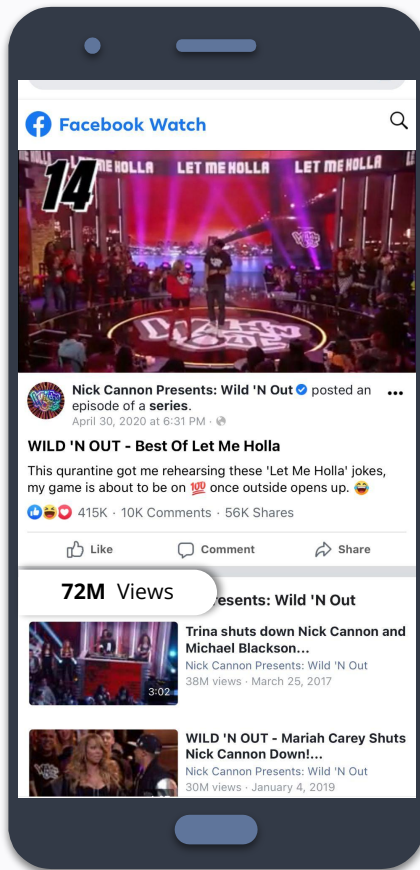 Facebook Watch
14
ME HOLLA LET ME HOLLA LET ME HOLLA
WILD 'N OUT
Nick Cannon Presents: Wild 'N Out posted an
episode of a series.
April 30, 2020 at 6:31 PM ·
WILD 'N OUT - Best Of Let Me Holla
This qurantine got me rehearsing these 'Let Me Holla' jokes,
my game is about to be on 💯 once outside opens up. 😂
415K · 10K Comments · 56K Shares
Like Comment Share
72M Views
resents: Wild 'N Out
Trina shuts down Nick Cannon and
Michael Blackson...
Nick Cannon Presents: Wild 'N Out
38M views · March 25, 2017
3:02
WILD 'N OUT - Mariah Carey Shuts
Nick Cannon Down!...
Nick Cannon Presents: Wild 'N Out
30M views · January 4, 2019